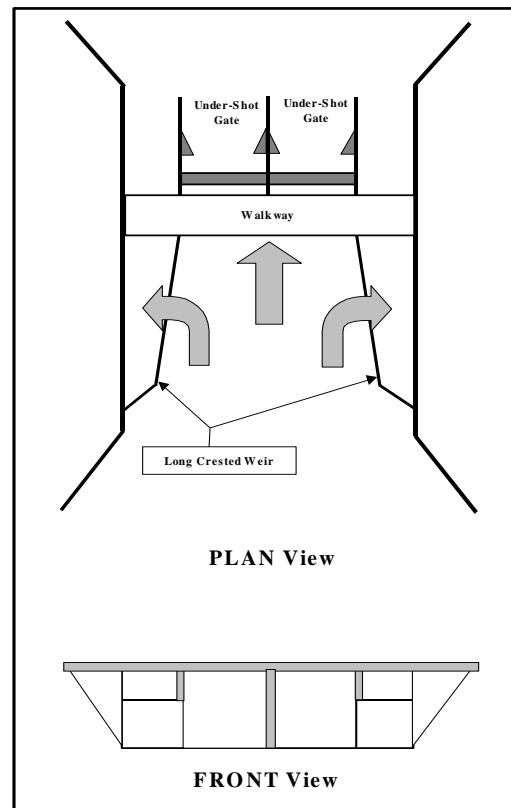 Under-Shot
Gate
Under-Shot
Gate
Walkway
Long Crested Weir
PLAN View
FRONT View